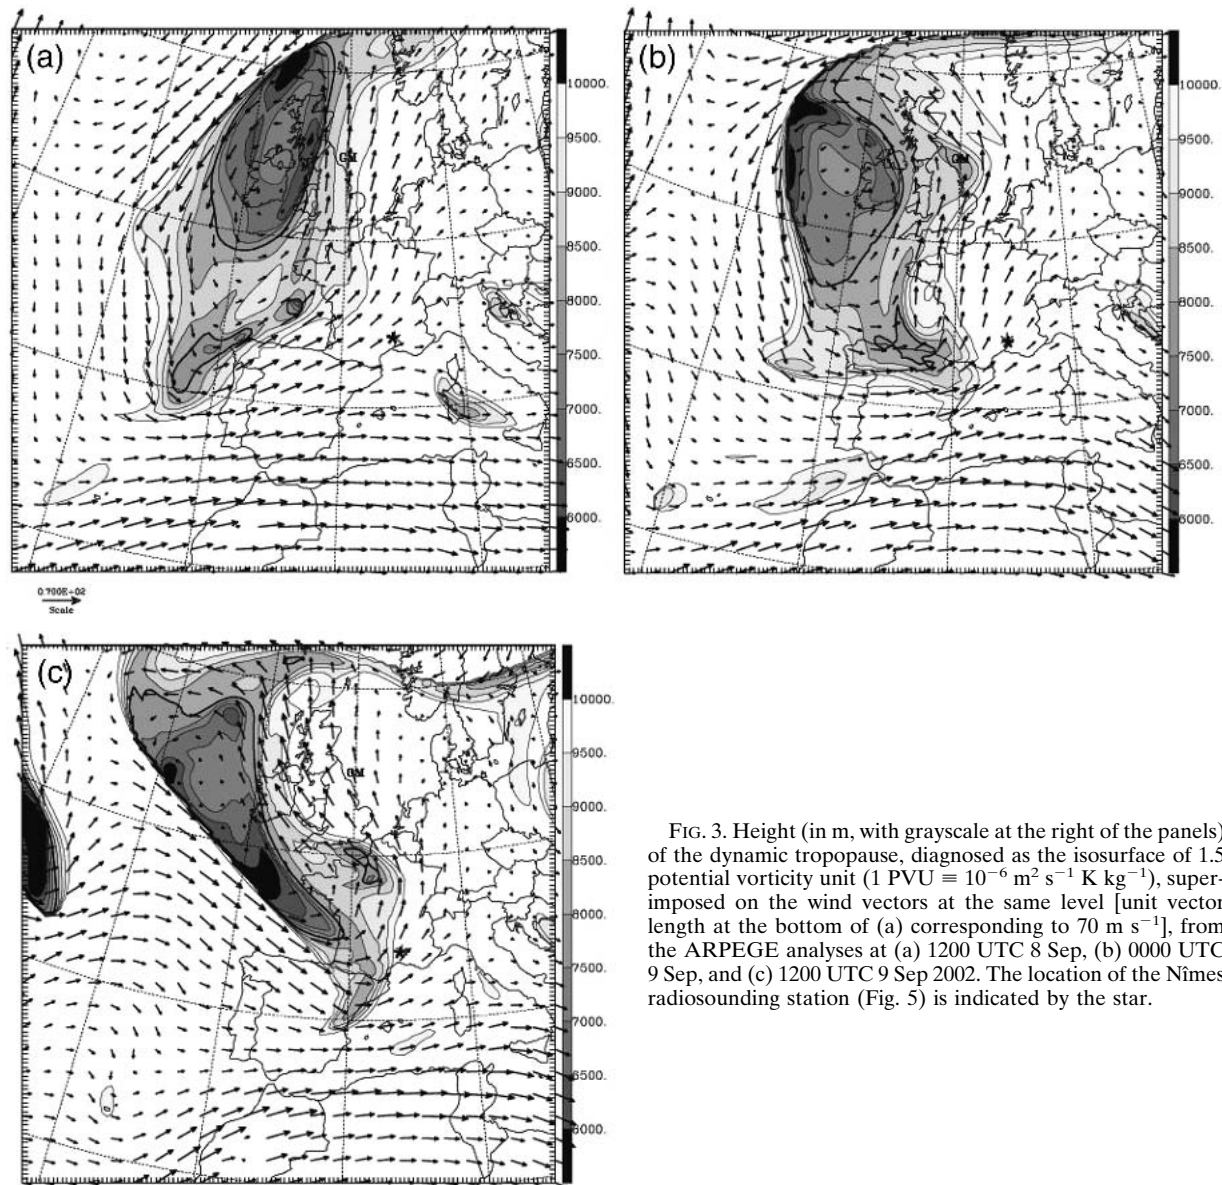 (a)
10000.
9500.
9000.
8500.
8000.
7500.
7000.
6500.
6000.
GM
0.700E+02
Scale
(b)
10000.
9500.
9000.
8500.
8000.
7500.
7000.
6500.
6000.
GM
(c)
10000.
9500.
9000.
8500.
8000.
7500.
7000.
6500.
6000.
GM
FIG. 3. Height (in m, with grayscale at the right of the panels)
of the dynamic tropopause, diagnosed as the isosurface of 1.5
potential vorticity unit (1 PVU ≡ 10⁻⁶ m² s⁻¹ K kg⁻¹), super-
imposed on the wind vectors at the same level [unit vector
length at the bottom of (a) corresponding to 70 m s⁻¹], from
the ARPEGE analyses at (a) 1200 UTC 8 Sep, (b) 0000 UTC
9 Sep, and (c) 1200 UTC 9 Sep 2002. The location of the Nîmes
radiosounding station (Fig. 5) is indicated by the star.